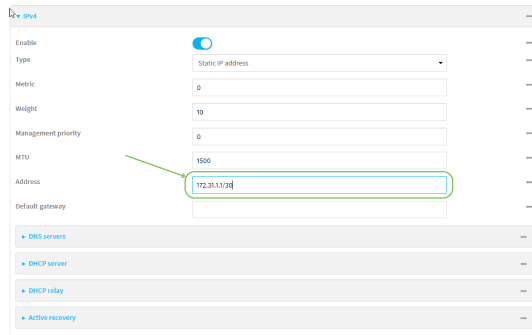 IPv4
Enable
Type
Static IP address
Metric
0
Weight
10
Management priority
0
MTU
1500
Address
172.31.1.1/30
Default gateway
DNS servers
DHCP server
DHCP relay
Active recovery